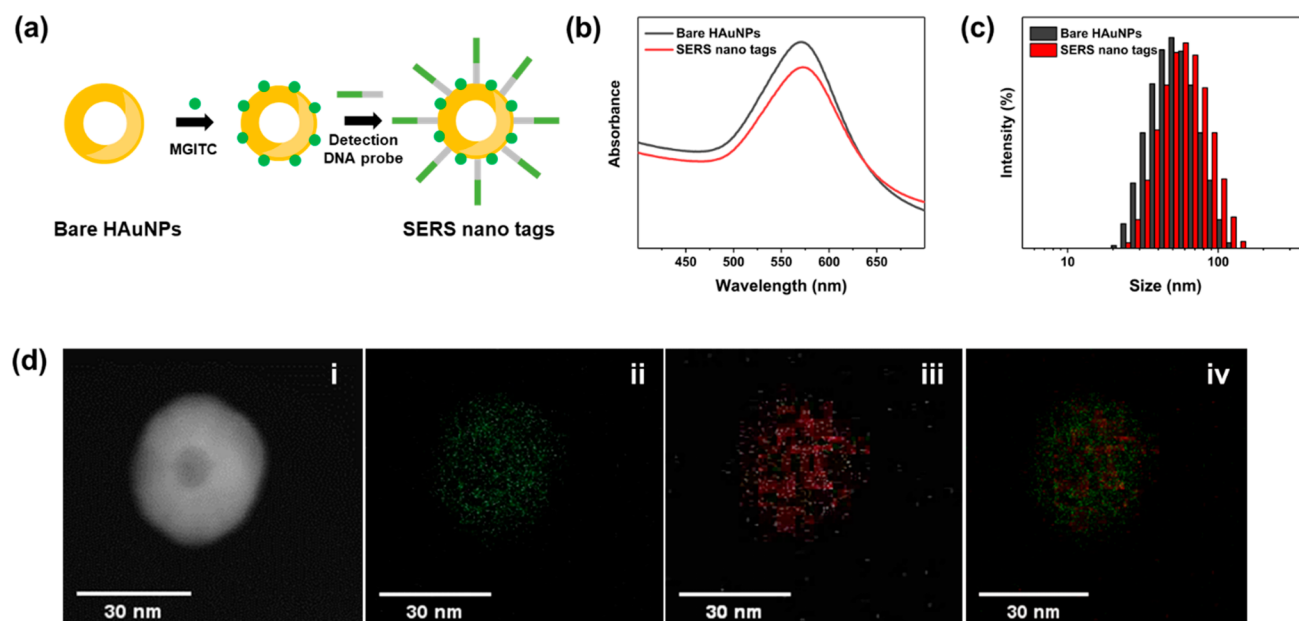 (a)
MGITC
Detection
DNA probe
Bare HAuNPs
SERS nano tags
(b)
Bare HAuNPs
SERS nano tags
Absorbance
450
500
550
600
650
Wavelength (nm)
(c)
Bare HAuNPs
SERS nano tags
Intensity (%)
10
100
Size (nm)
(d)
i
30 nm
ii
30 nm
iii
30 nm
iv
30 nm